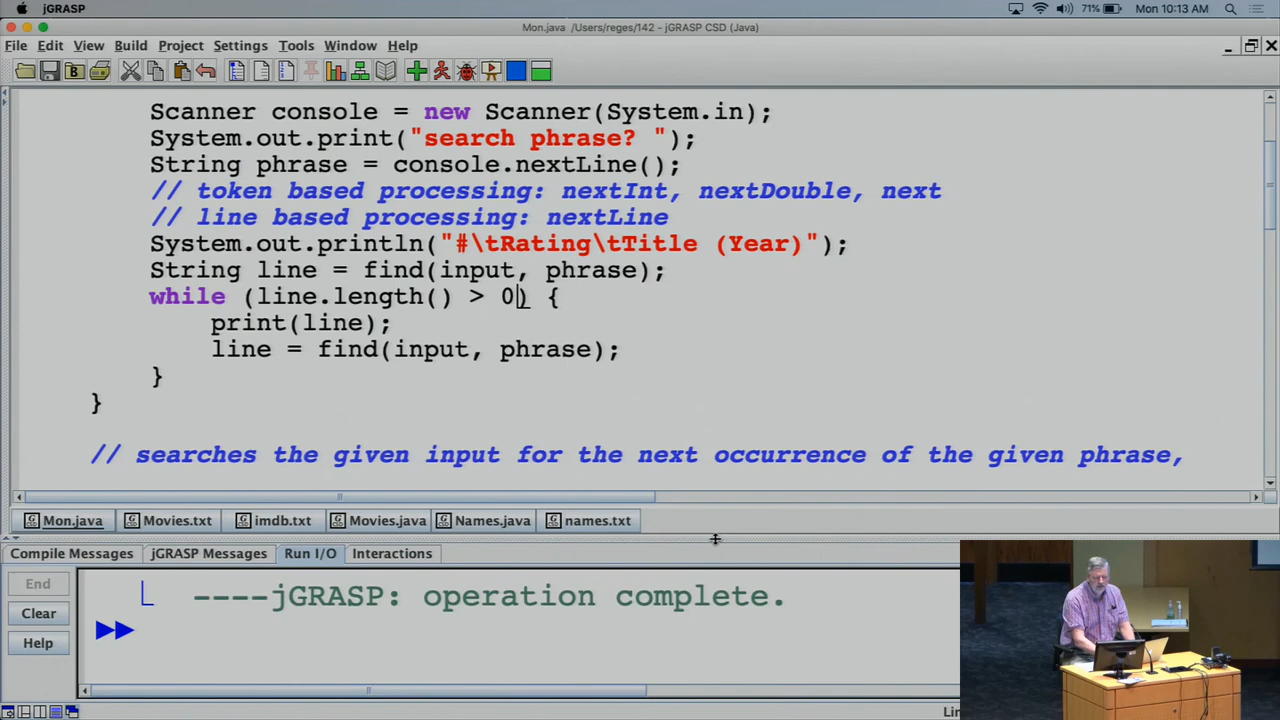 jGRASP
71%
Mon 10:13 AM
Mon.java /Users/reges/142 - jGRASP CSD (Java)
File Edit View Build Project Settings Tools Window Help
Scanner console = new Scanner(System.in);
System.out.print("search phrase? ");
String phrase = console.nextLine();
// token based processing: nextInt, nextDouble, next
// line based processing: nextLine
System.out.println("#\tRating\tTitle (Year)");
String line = find(input, phrase);
while (line.length() > 0) {
print(line);
line = find(input, phrase);
}
}
// searches the given input for the next occurrence of the given phrase,
Mon.java Movies.txt imdb.txt Movies.java Names.java names.txt
Compile Messages jGRASP Messages Run I/O Interactions
End
Clear
Help
----jGRASP: operation complete.